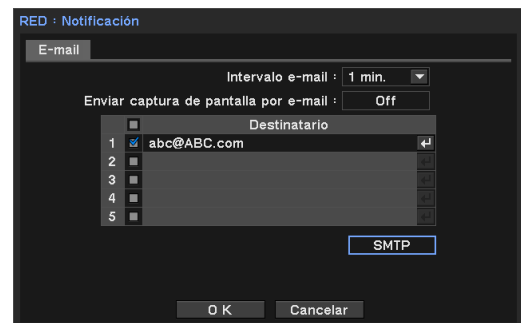 RED : Notificación
E-mail
Intervalo e-mail : 1 min.
Enviar captura de pantalla por e-mail : Off
Destinatario
1 abc@ABC.com
2
3
4
5
SMTP
OK Cancelar